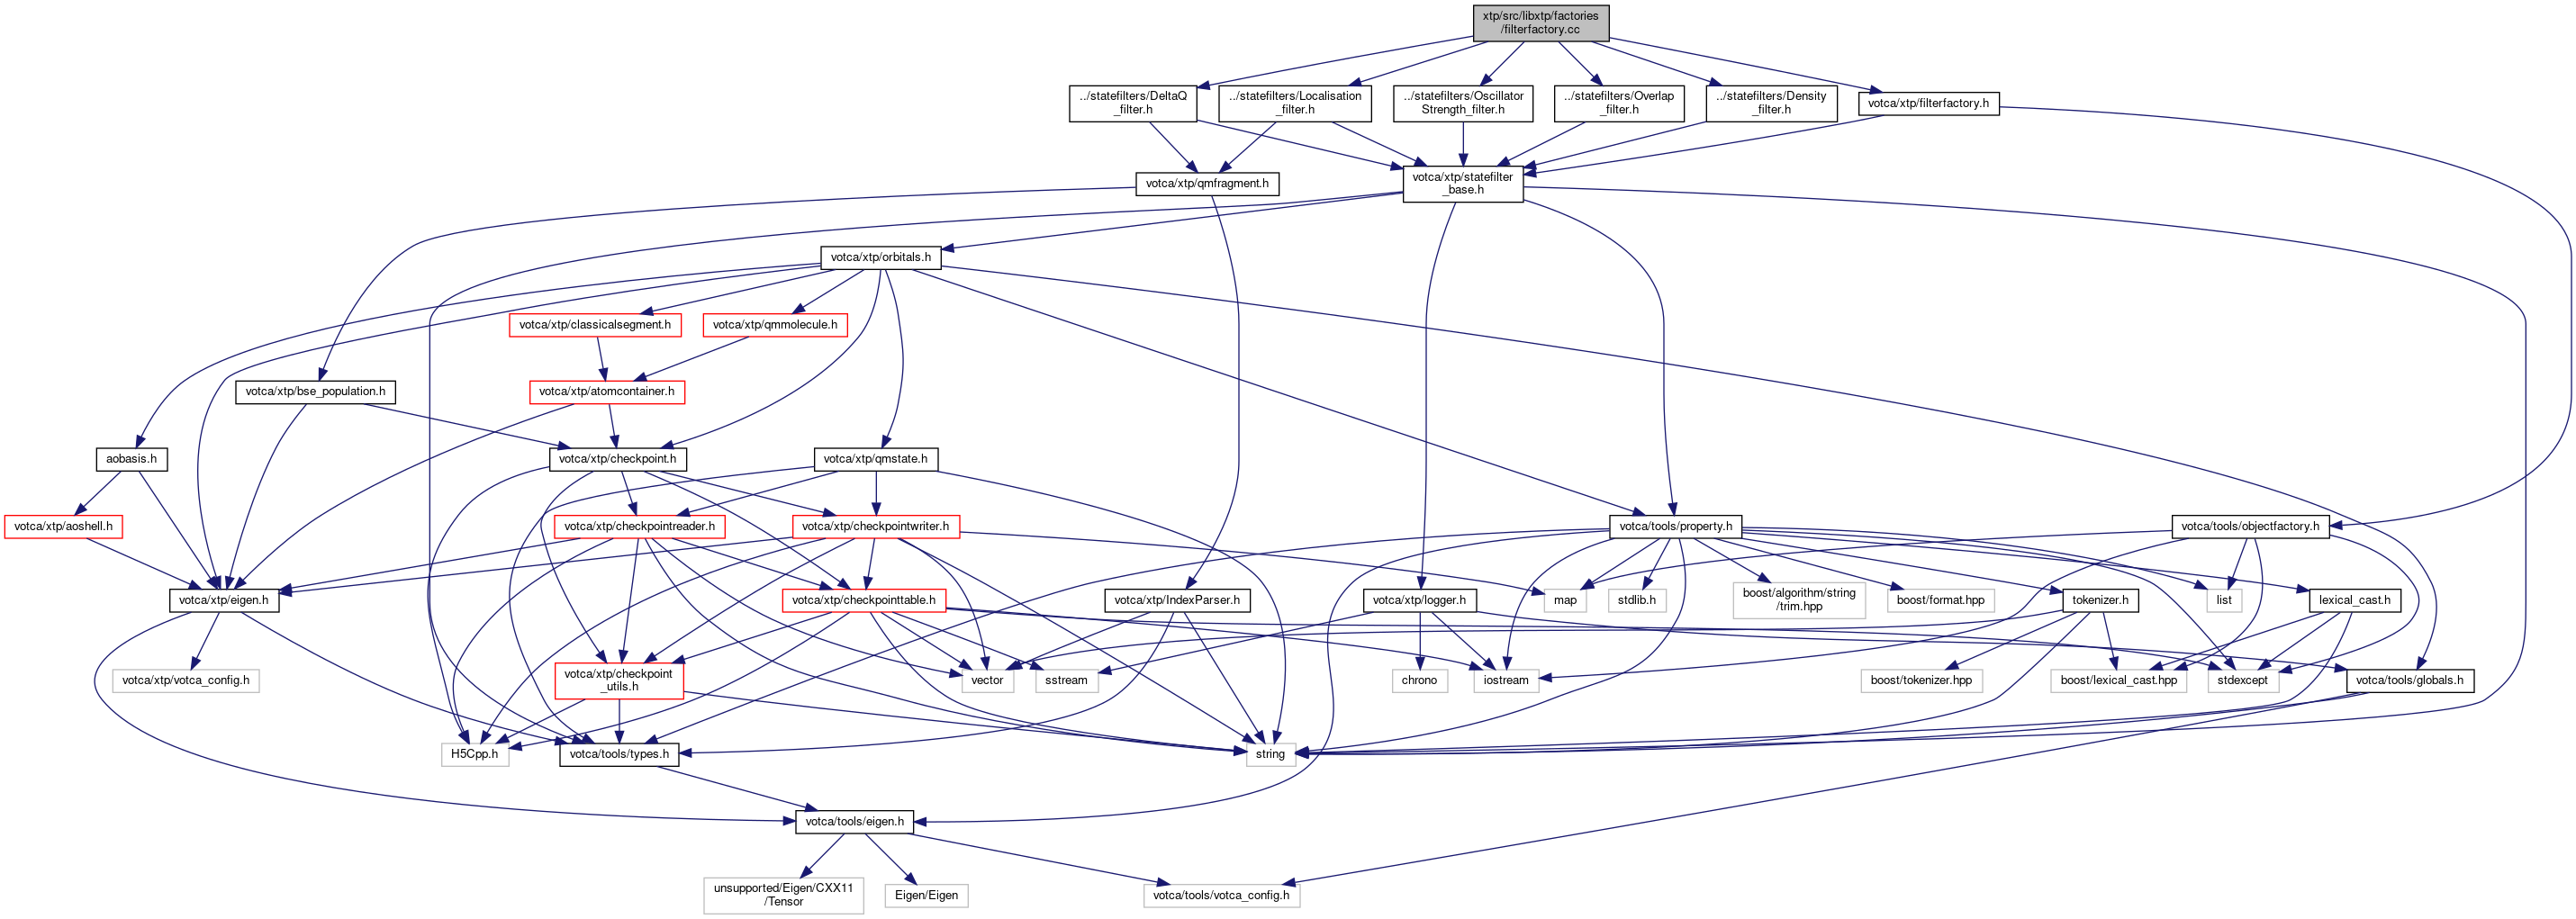 xtp/src/libxtp/factories
/filterfactory.cc
../statefilters/DeltaQ
_filter.h
../statefilters/Localisation
_filter.h
../statefilters/Oscillator
Strength_filter.h
../statefilters/Overlap
_filter.h
../statefilters/Density
_filter.h
votca/xtp/filterfactory.h
votca/xtp/qmfragment.h
votca/xtp/statefilter
_base.h
votca/xtp/orbitals.h
votca/xtp/classicalsegment.h
votca/xtp/qmmolecule.h
votca/xtp/bse_population.h
votca/xtp/atomcontainer.h
aobasis.h
votca/xtp/checkpoint.h
votca/xtp/qmstate.h
votca/xtp/aoshell.h
votca/xtp/checkpointreader.h
votca/xtp/checkpointwriter.h
votca/tools/property.h
votca/tools/objectfactory.h
votca/xtp/eigen.h
votca/xtp/checkpointtable.h
votca/xtp/IndexParser.h
votca/xtp/logger.h
map
stdlib.h
boost/algorithm/string
/trim.hpp
boost/format.hpp
tokenizer.h
list
lexical_cast.h
votca/xtp/votca_config.h
votca/xtp/checkpoint
_utils.h
vector
sstream
chrono
iostream
boost/tokenizer.hpp
boost/lexical_cast.hpp
stdexcept
votca/tools/globals.h
H5Cpp.h
votca/tools/types.h
string
votca/tools/eigen.h
unsupported/Eigen/CXX11
/Tensor
Eigen/Eigen
votca/tools/votca_config.h